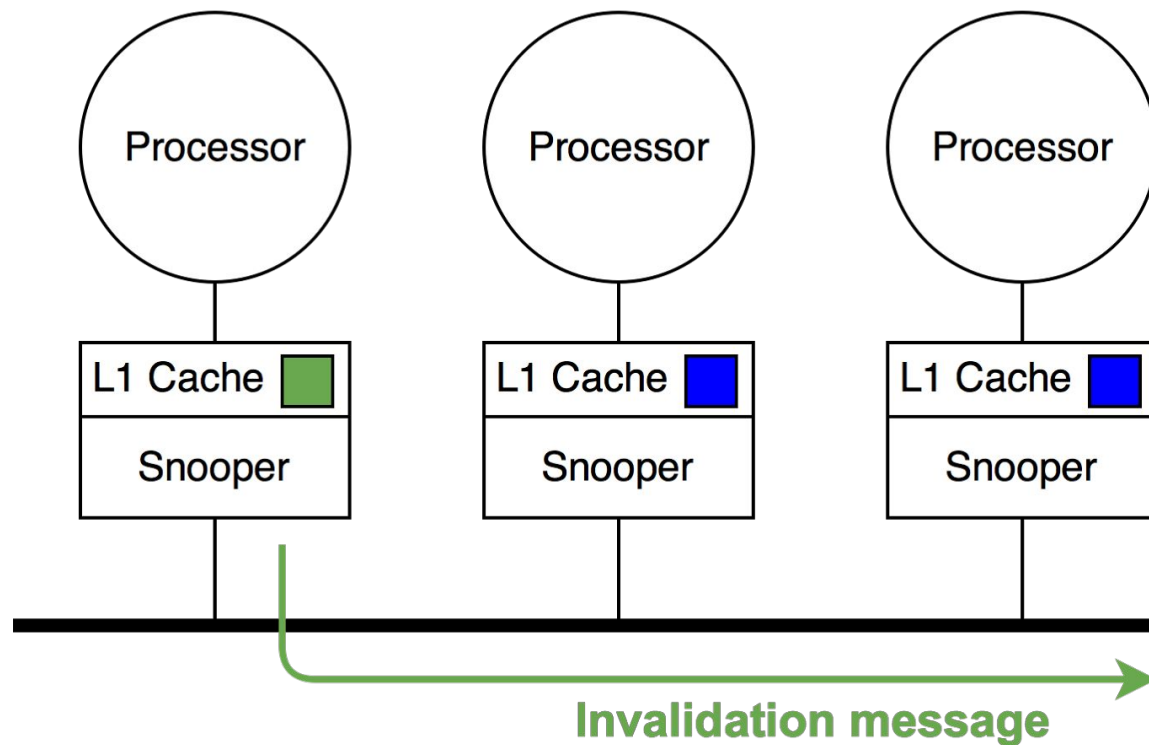 Processor
Processor
Processor
L1 Cache
L1 Cache
L1 Cache
Snooper
Snooper
Snooper
Invalidation message